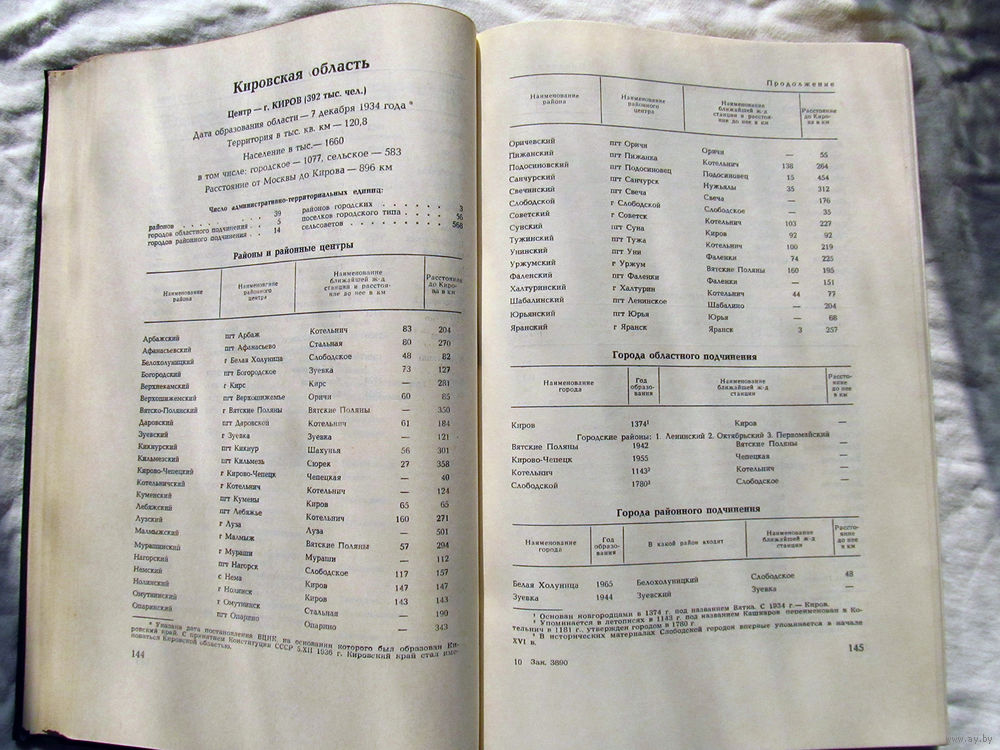 Кировская область
Центр — г. КИРОВ (392 тыс. чел.)
Дата образования области — 7 декабря 1934 года *
Территория в тыс. кв. км — 120,8
Население в тыс.— 1660
в том числе: городское — 1077, сельское — 583
Расстояние от Москвы до Кирова — 896 км
Число административно-территориальных единиц:
районов . . . . . . . . . 39
городов областного подчинения . 5
городов районного подчинения . . 14
районов городских . . . . . . 3
поселков городского типа . . . . 56
сельсоветов . . . . . . . . 568
Районы и районные центры
Наименование района Наименование районного центра Наименование ближайшей ж-д станции и расстояние до нее в км Расстояние до Кирова в км
Арбажский пгт Арбаж Котельнич 83 204
Афанасьевский пгт Афанасьево Стальная 80 270
Белохолуницкий г Белая Холуница Слободское 48 82
Богородский пгт Богородское Зуевка 73 127
Верхнекамский г Кирс Кирс — 281
Верхошижемский пгт Верхошижемье Оричи 60 85
Вятско-Полянский г Вятские Поляны Вятские Поляны — 350
Даровский пгт Даровской Котельнич 61 184
Зуевский г Зуевка Зуевка — 121
Кикнурский пгт Кикнур Шахунья 56 301
Кильмезский пгт Кильмезь Сюрек 27 358
Кирово-Чепецкий г Кирово-Чепецк Чепецкая — 40
Котельничский г Котельнич Котельнич — 124
Куменский пгт Кумены Киров 65 65
Лебяжский пгт Лебяжье Котельнич 160 271
Лузский г Луза Луза — 501
Малмыжский г Малмыж Вятские Поляны 57 294
Мурашинский г Мураши Мураши — 112
Нагорский пгт Нагорск Слободское 117 157
Немский с Нема Киров 147 147
Нолинский г Нолинск Киров 143 143
Омутнинский г Омутнинск Стальная — 190
Опаринский пгт Опарино Опарино — 343
* Указана дата постановления ВЦИК, на основании которого был образован Ки-
ровский край. С принятием Конституции СССР 5.XII 1936 г. Кировский край стал име-
новаться Кировской областью.
144
Продолжение
Наименование района Наименование районного центра Наименование ближайшей ж-д станции и расстояние до нее в км Расстояние до Кирова в км
Оричевский пгт Оричи Оричи — 55
Пижанский пгт Пижанка Котельнич 138 264
Подосиновский пгт Подосиновец Подосиновец 15 454
Санчурский пгт Санчурск Нужъялы 35 312
Свечинский пгт Свеча Свеча — 176
Слободской г Слободской Слободское — 35
Советский г Советск Котельнич 103 227
Сунский пгт Суна Киров 92 92
Тужинский пгт Тужа Котельнич 100 219
Унинский пгт Уни Фаленки 74 225
Уржумский г Уржум Вятские Поляны 160 195
Фаленский пгт Фаленки Фаленки — 151
Халтуринский г Халтурин Котельнич 44 77
Шабалинский пгт Ленинское Шабалино — 204
Юрьянский пгт Юрья Юрья — 68
Яранский г Яранск Яранск 3 257
Города областного подчинения
Наименование города Год образования Наименование ближайшей ж-д станции Расстояние до нее в км
Киров 1374¹ Киров —
Городские районы: 1. Ленинский 2. Октябрьский 3. Первомайский
Вятские Поляны 1942 Вятские Поляны —
Кирово-Чепецк 1955 Чепецкая —
Котельнич 1143² Котельнич —
Слободской 1780³ Слободское —
Города районного подчинения
Наименование города Год образования В какой район входит Наименование ближайшей ж-д станции Расстояние до нее в км
Белая Холуница 1965 Белохолуницкий Слободское 48
Зуевка 1944 Зуевский Зуевка —
¹ Основан новгородцами в 1374 г. под названием Вятка. С 1934 г.— Киров.
² Упоминается в летописях в 1143 г. под названием Кашкаров переименован в Ко-
тельнич в 1181 г. утвержден городом в 1780 г
³ В исторических материалах Слободской городок впервые упоминается в начале
XVI в.
10 Зак. 3890
145
www.ay.by